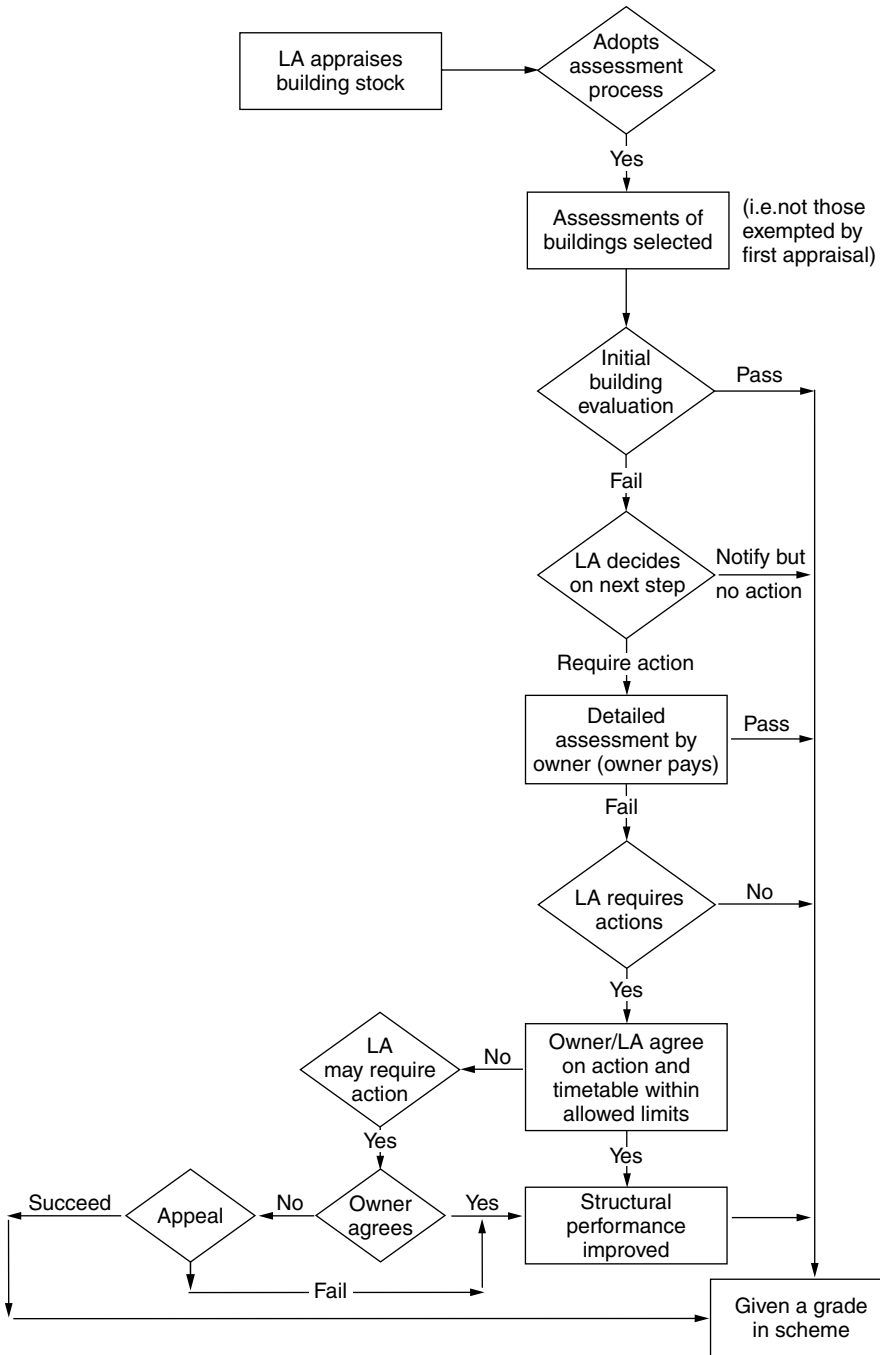 LA appraises
building stock
Adopts
assessment
process
Yes
Assessments of
buildings selected
(i.e.not those
exempted by
first appraisal)
Initial
building
evaluation
Pass
Fail
LA decides
on next step
Notify but
no action
Require action
Detailed
assessment by
owner (owner pays)
Pass
Fail
LA requires
actions
No
Yes
Owner/LA agree
on action and
timetable within
allowed limits
No
LA
may require
action
Yes
Yes
Succeed
Appeal
No
Owner
agrees
Yes
Structural
performance
improved
Fail
Given a grade
in scheme